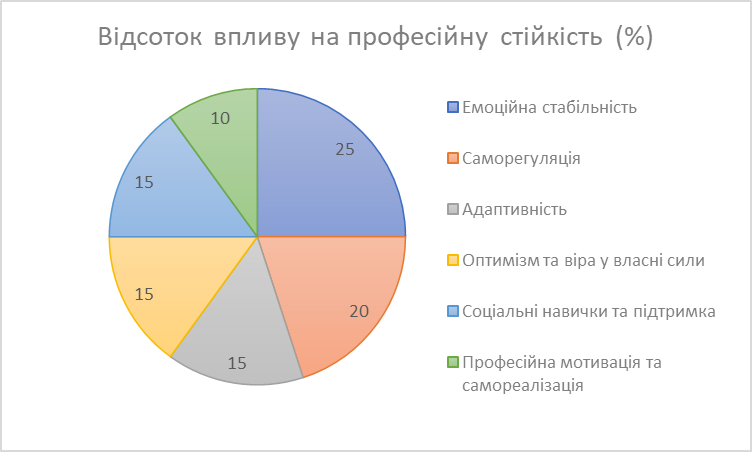 Відсоток впливу на професійну стійкість (%)
10
25
15
15
20
15
Емоційна стабільність
Саморегуляція
Адаптивність
Оптимізм та віра у власні сили
Соціальні навички та підтримка
Професійна мотивація та
самореалізація